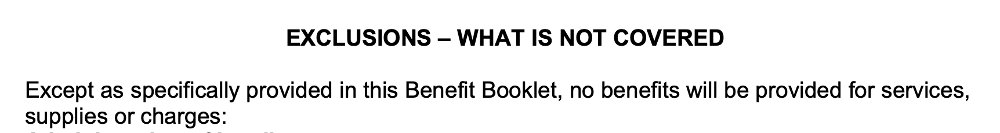 EXCLUSIONS – WHAT IS NOT COVERED
Except as specifically provided in this Benefit Booklet, no benefits will be provided for services,
supplies or charges: